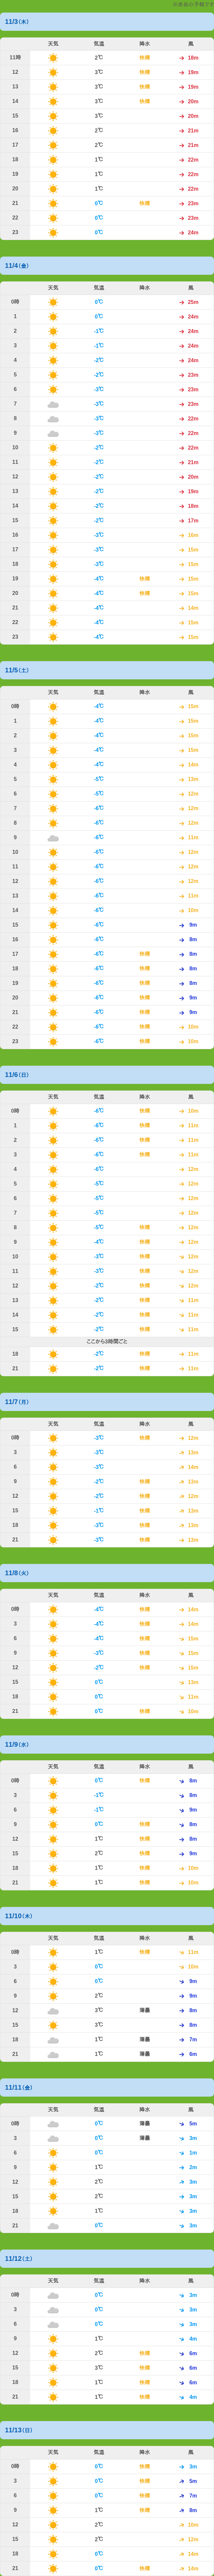 11/3(木)
天気 気温 降水 風
11時 2℃ 快晴 18m
12 3℃ 快晴 19m
13 3℃ 快晴 19m
14 3℃ 快晴 20m
15 3℃ 20m
16 2℃ 21m
17 2℃ 21m
18 1℃ 22m
19 1℃ 22m
20 1℃ 22m
21 0℃ 快晴 23m
22 0℃ 23m
23 0℃ 24m
11/4(金)
天気 気温 降水 風
0時 0℃ 25m
1 0℃ 24m
2 -1℃ 24m
3 -1℃ 24m
4 -2℃ 24m
5 -2℃ 23m
6 -3℃ 23m
7 -3℃ 23m
8 -3℃ 22m
9 -3℃ 22m
10 -2℃ 22m
11 -2℃ 21m
12 -2℃ 20m
13 -2℃ 19m
14 -2℃ 18m
15 -2℃ 17m
16 -3℃ 16m
17 -3℃ 15m
18 -3℃ 15m
19 -4℃ 快晴 15m
20 -4℃ 快晴 15m
21 -4℃ 14m
22 -4℃ 15m
23 -4℃ 15m
11/5(土)
天気 気温 降水 風
0時 -4℃ 15m
1 -4℃ 15m
2 -4℃ 15m
3 -4℃ 15m
4 -4℃ 14m
5 -5℃ 13m
6 -5℃ 12m
7 -6℃ 12m
8 -6℃ 12m
9 -6℃ 11m
10 -6℃ 12m
11 -6℃ 12m
12 -6℃ 12m
13 -6℃ 11m
14 -6℃ 10m
15 -6℃ 9m
16 -6℃ 8m
17 -6℃ 快晴 8m
18 -6℃ 快晴 8m
19 -6℃ 快晴 8m
20 -6℃ 快晴 9m
21 -6℃ 快晴 9m
22 -6℃ 快晴 10m
23 -6℃ 快晴 10m
11/6(日)
天気 気温 降水 風
0時 -6℃ 快晴 10m
1 -6℃ 快晴 11m
2 -6℃ 快晴 11m
3 -6℃ 快晴 11m
4 -6℃ 12m
5 -5℃ 12m
6 -5℃ 12m
7 -5℃ 12m
8 -5℃ 快晴 12m
9 -4℃ 快晴 12m
10 -3℃ 快晴 12m
11 -3℃ 快晴 12m
12 -2℃ 快晴 12m
13 -2℃ 快晴 11m
14 -2℃ 快晴 11m
15 -2℃ 快晴 11m
ここから3時間ごと
18 -2℃ 快晴 11m
21 -2℃ 快晴 11m
11/7(月)
天気 気温 降水 風
0時 -3℃ 快晴 12m
3 -3℃ 13m
6 -3℃ 14m
9 -2℃ 快晴 13m
12 -2℃ 快晴 12m
15 -1℃ 快晴 11m
18 -3℃ 快晴 13m
21 -3℃ 快晴 13m
11/8(火)
天気 気温 降水 風
0時 -4℃ 快晴 14m
3 -4℃ 快晴 14m
6 -4℃ 快晴 15m
9 -3℃ 快晴 15m
12 -2℃ 快晴 15m
15 0℃ 快晴 13m
18 0℃ 11m
21 0℃ 快晴 10m
11/9(水)
天気 気温 降水 風
0時 0℃ 快晴 8m
3 -1℃ 8m
6 -1℃ 9m
9 0℃ 快晴 8m
12 1℃ 快晴 8m
15 2℃ 快晴 9m
18 1℃ 快晴 10m
21 1℃ 快晴 10m
11/10(木)
天気 気温 降水 風
0時 1℃ 快晴 11m
3 0℃ 10m
6 0℃ 9m
9 2℃ 9m
12 3℃ 薄曇 8m
15 3℃ 8m
18 1℃ 薄曇 7m
21 1℃ 薄曇 6m
11/11(金)
天気 気温 降水 風
0時 0℃ 薄曇 5m
3 0℃ 薄曇 3m
6 0℃ 1m
9 1℃ 2m
12 2℃ 3m
15 2℃ 3m
18 1℃ 3m
21 0℃ 3m
11/12(土)
天気 気温 降水 風
0時 0℃ 3m
3 0℃ 3m
6 0℃ 3m
9 1℃ 4m
12 2℃ 快晴 6m
15 3℃ 快晴 6m
18 1℃ 快晴 6m
21 1℃ 快晴 4m
11/13(日)
天気 気温 降水 風
0時 0℃ 快晴 3m
3 0℃ 快晴 5m
6 0℃ 快晴 7m
9 1℃ 快晴 8m
12 2℃ 10m
15 2℃ 12m
18 0℃ 快晴 14m
21 0℃ 快晴 14m